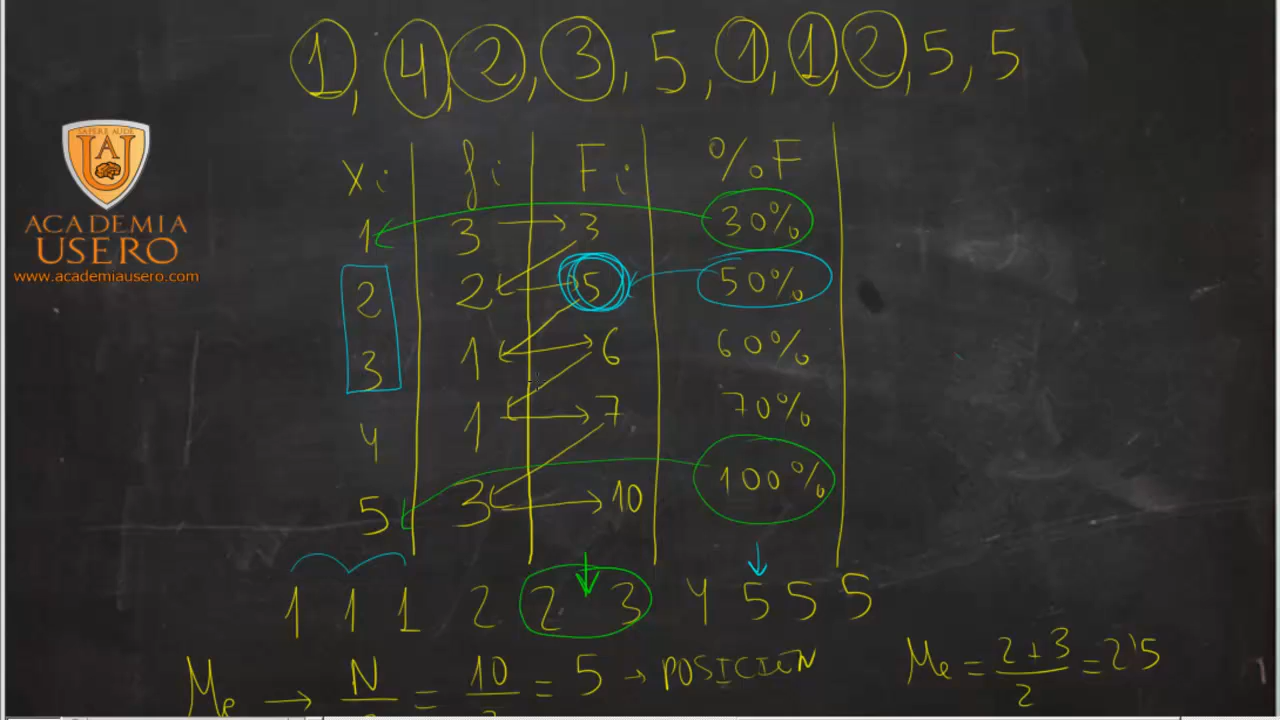 1, 4, 2, 3, 5, 1, 1, 2, 5, 5
SAPERE AUDE
UA
ACADEMIA
USERO
www.academiausero.com
xi fi Fi %F
1 3 3 30%
2 2 5 50%
3 1 6 60%
4 1 7 70%
5 3 10 100%
1 1 1 2 2 3 4 5 5 5
Me → N/2 = 10/2 = 5 → POSICION
Me = 2+3/2 = 2'5